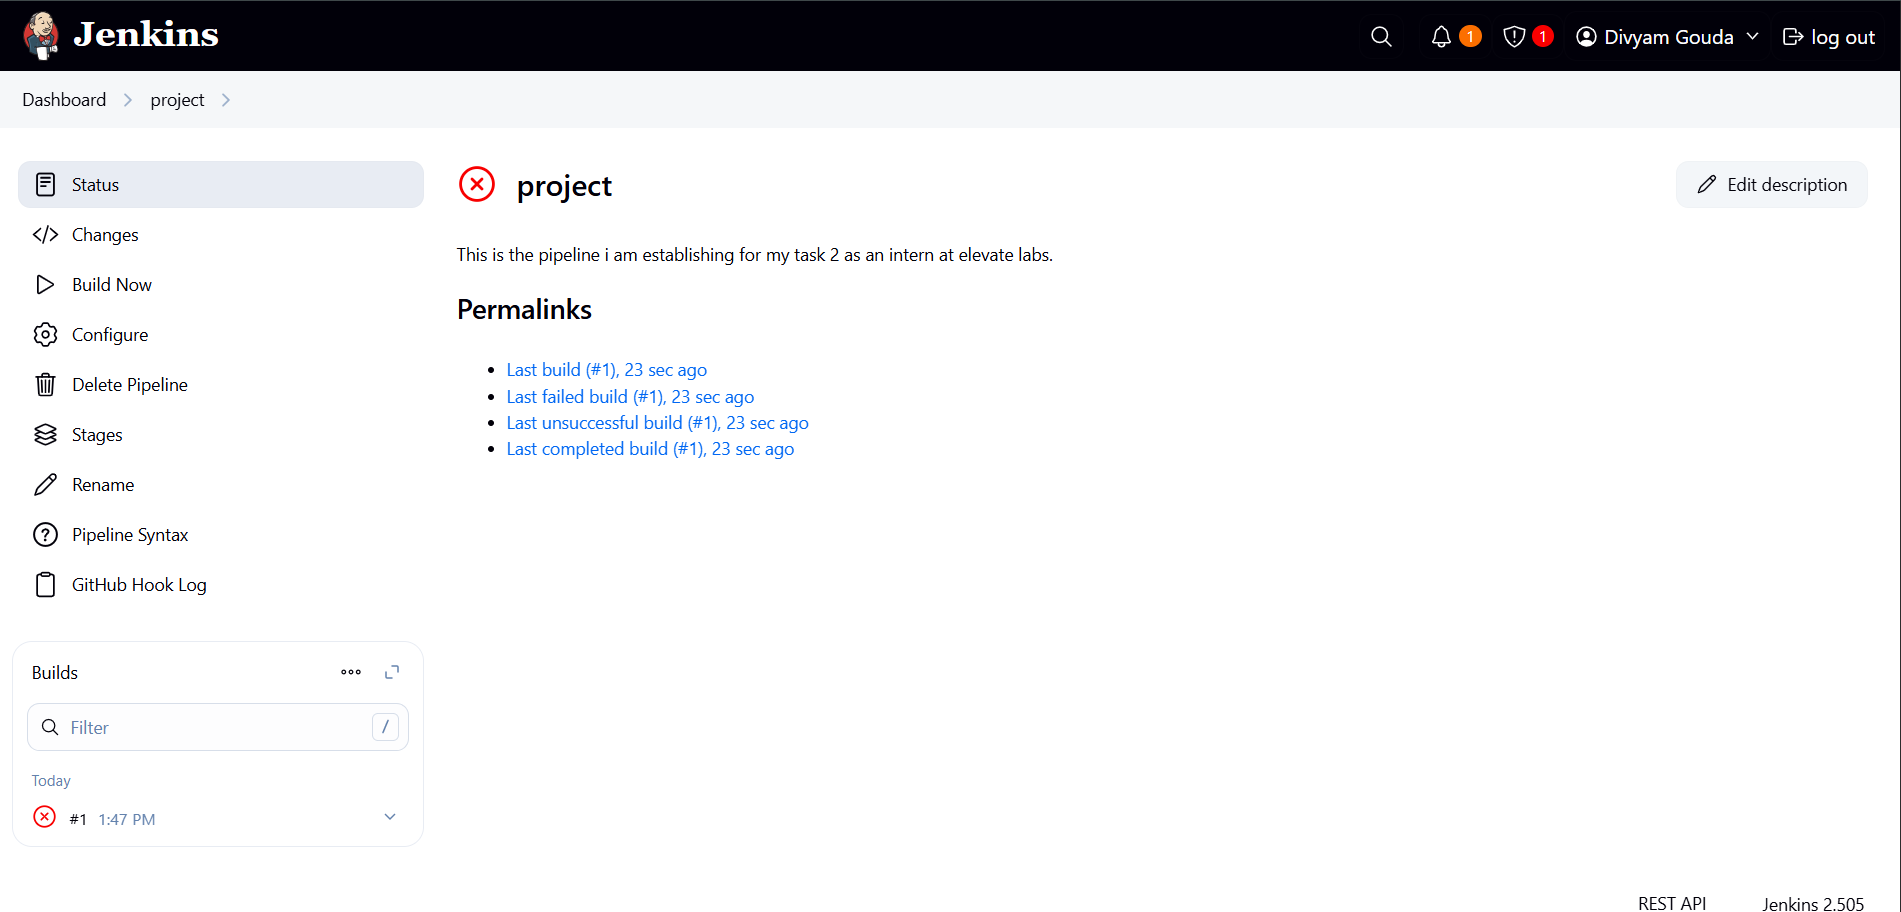 Jenkins
1
1
Divyam Gouda
log out
Dashboard
project
Status
Changes
Build Now
Configure
Delete Pipeline
Stages
Rename
Pipeline Syntax
GitHub Hook Log
Builds
Filter
/
Today
#1 1:47 PM
project
Edit description
This is the pipeline i am establishing for my task 2 as an intern at elevate labs.
Permalinks
Last build (#1), 23 sec ago
Last failed build (#1), 23 sec ago
Last unsuccessful build (#1), 23 sec ago
Last completed build (#1), 23 sec ago
REST API
Jenkins 2.505